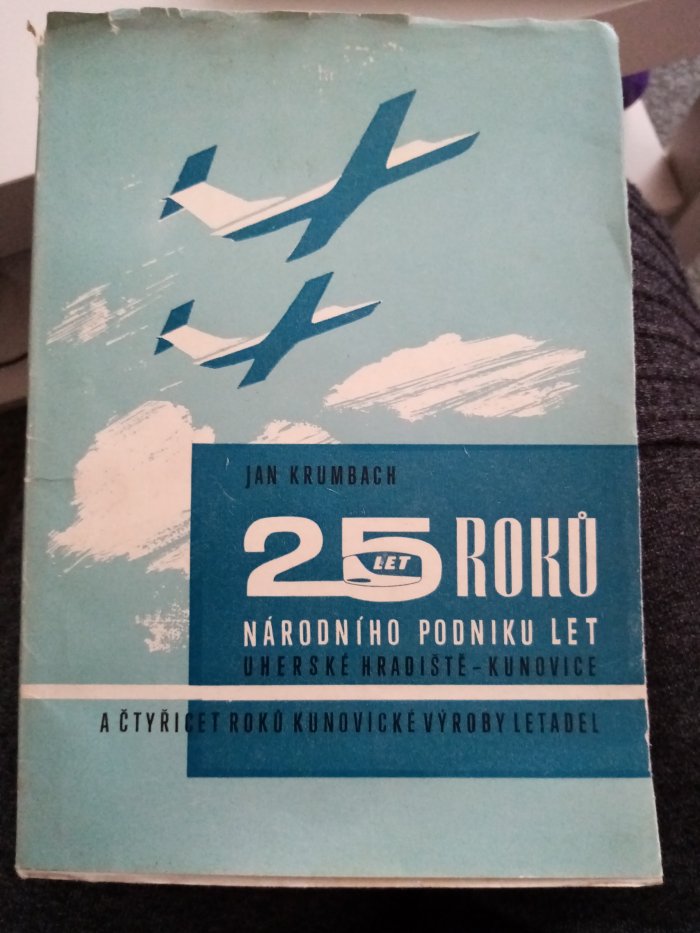 JAN KRUMBACH
25 ROKŮ
LET
NÁRODNÍHO PODNIKU LET
UHERSKÉ HRADIŠTĚ-KUNOVICE
A ČTYŘICET ROKŮ KUNOVICKÉ VÝROBY LETADEL